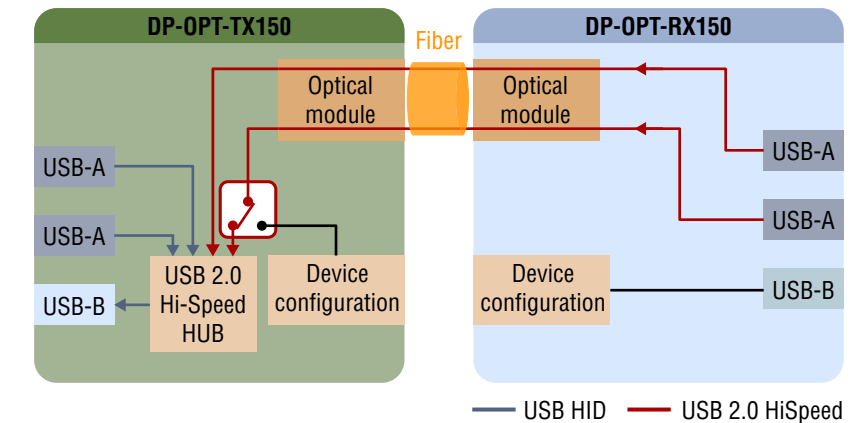 DP-OPT-TX150
Fiber
DP-OPT-RX150
Optical
module
Optical
module
USB-A
USB-A
USB-B
USB 2.0
Hi-Speed
HUB
Device
configuration
Device
configuration
USB-A
USB-A
USB-B
USB HID
USB 2.0 HiSpeed